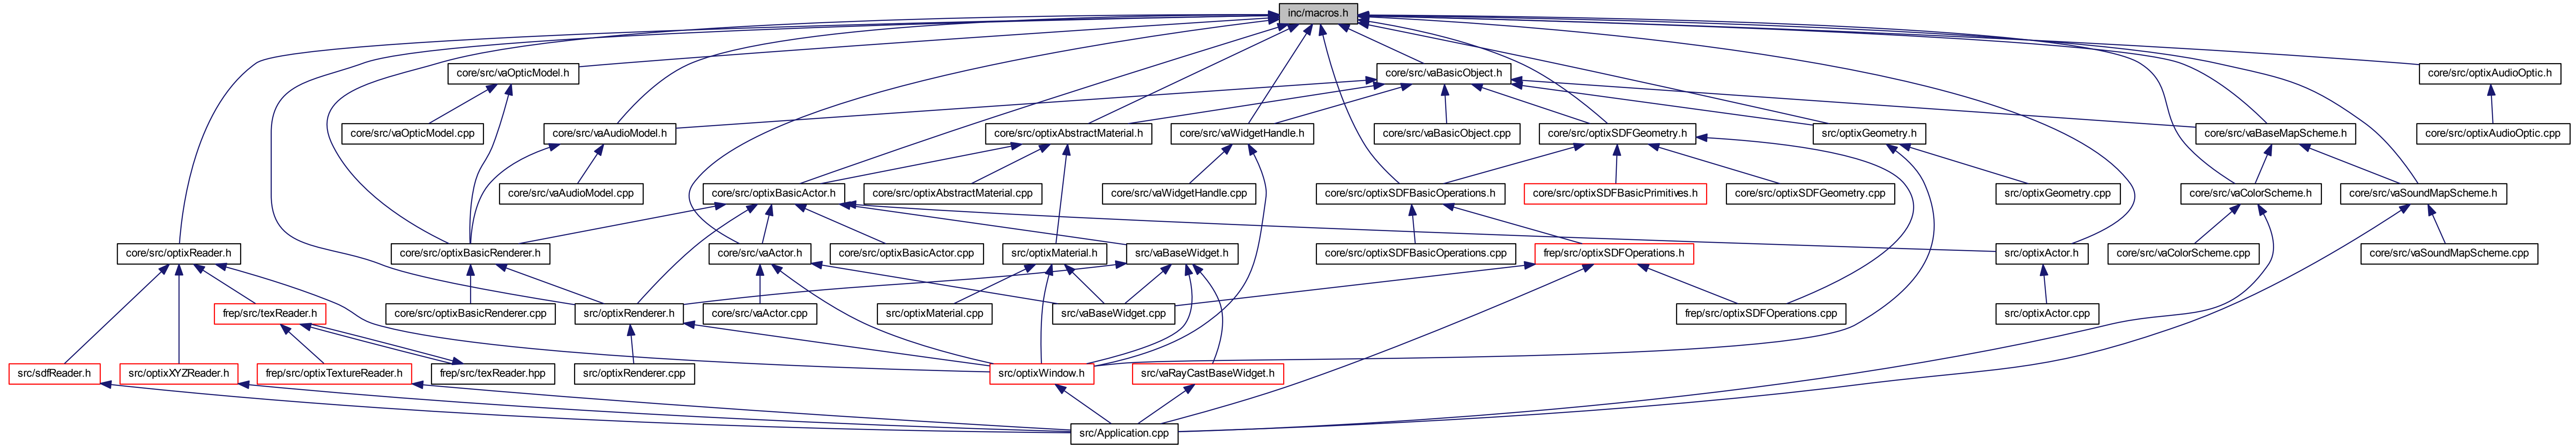 inc/macros.h
core/src/vaOpticModel.h
core/src/vaBasicObject.h
core/src/optixAudioOptic.h
core/src/vaOpticModel.cpp
core/src/vaAudioModel.h
core/src/optixAbstractMaterial.h
core/src/vaWidgetHandle.h
core/src/vaBasicObject.cpp
core/src/optixSDFGeometry.h
src/optixGeometry.h
core/src/vaBaseMapScheme.h
core/src/optixAudioOptic.cpp
core/src/vaAudioModel.cpp
core/src/optixBasicActor.h
core/src/optixAbstractMaterial.cpp
core/src/vaWidgetHandle.cpp
core/src/optixSDFBasicOperations.h
core/src/optixSDFBasicPrimitives.h
core/src/optixSDFGeometry.cpp
src/optixGeometry.cpp
core/src/vaColorScheme.h
core/src/vaSoundMapScheme.h
core/src/optixReader.h
core/src/optixBasicRenderer.h
core/src/vaActor.h
core/src/optixBasicActor.cpp
src/optixMaterial.h
src/vaBaseWidget.h
core/src/optixSDFBasicOperations.cpp
frep/src/optixSDFOperations.h
src/optixActor.h
core/src/vaColorScheme.cpp
core/src/vaSoundMapScheme.cpp
frep/src/texReader.h
core/src/optixBasicRenderer.cpp
src/optixRenderer.h
core/src/vaActor.cpp
src/optixMaterial.cpp
src/vaBaseWidget.cpp
frep/src/optixSDFOperations.cpp
src/optixActor.cpp
src/sdfReader.h
src/optixXYZReader.h
frep/src/optixTextureReader.h
frep/src/texReader.hpp
src/optixRenderer.cpp
src/optixWindow.h
src/vaRayCastBaseWidget.h
src/Application.cpp